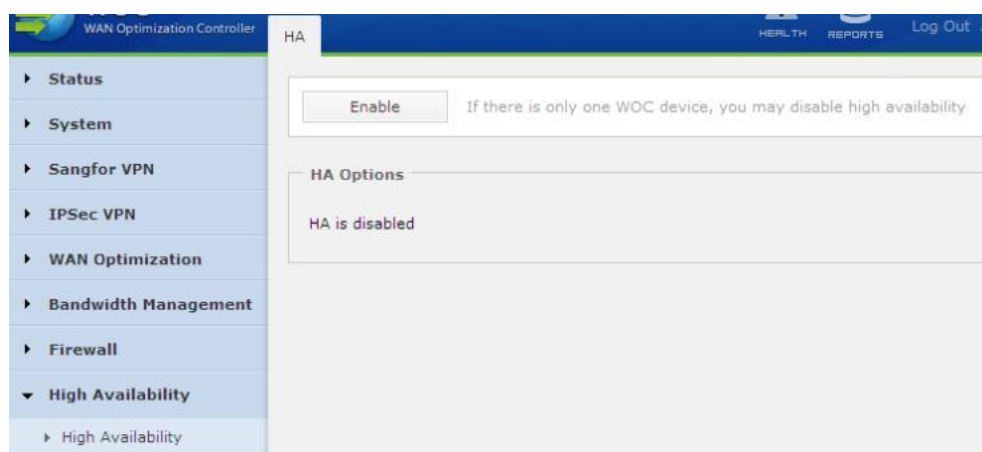 WAN Optimization Controller
HA
HEALTH
REPORTS
Log Out
Status
System
Sangfor VPN
IPSec VPN
WAN Optimization
Bandwidth Management
Firewall
High Availability
High Availability
Enable
If there is only one WOC device, you may disable high availability
HA Options
HA is disabled